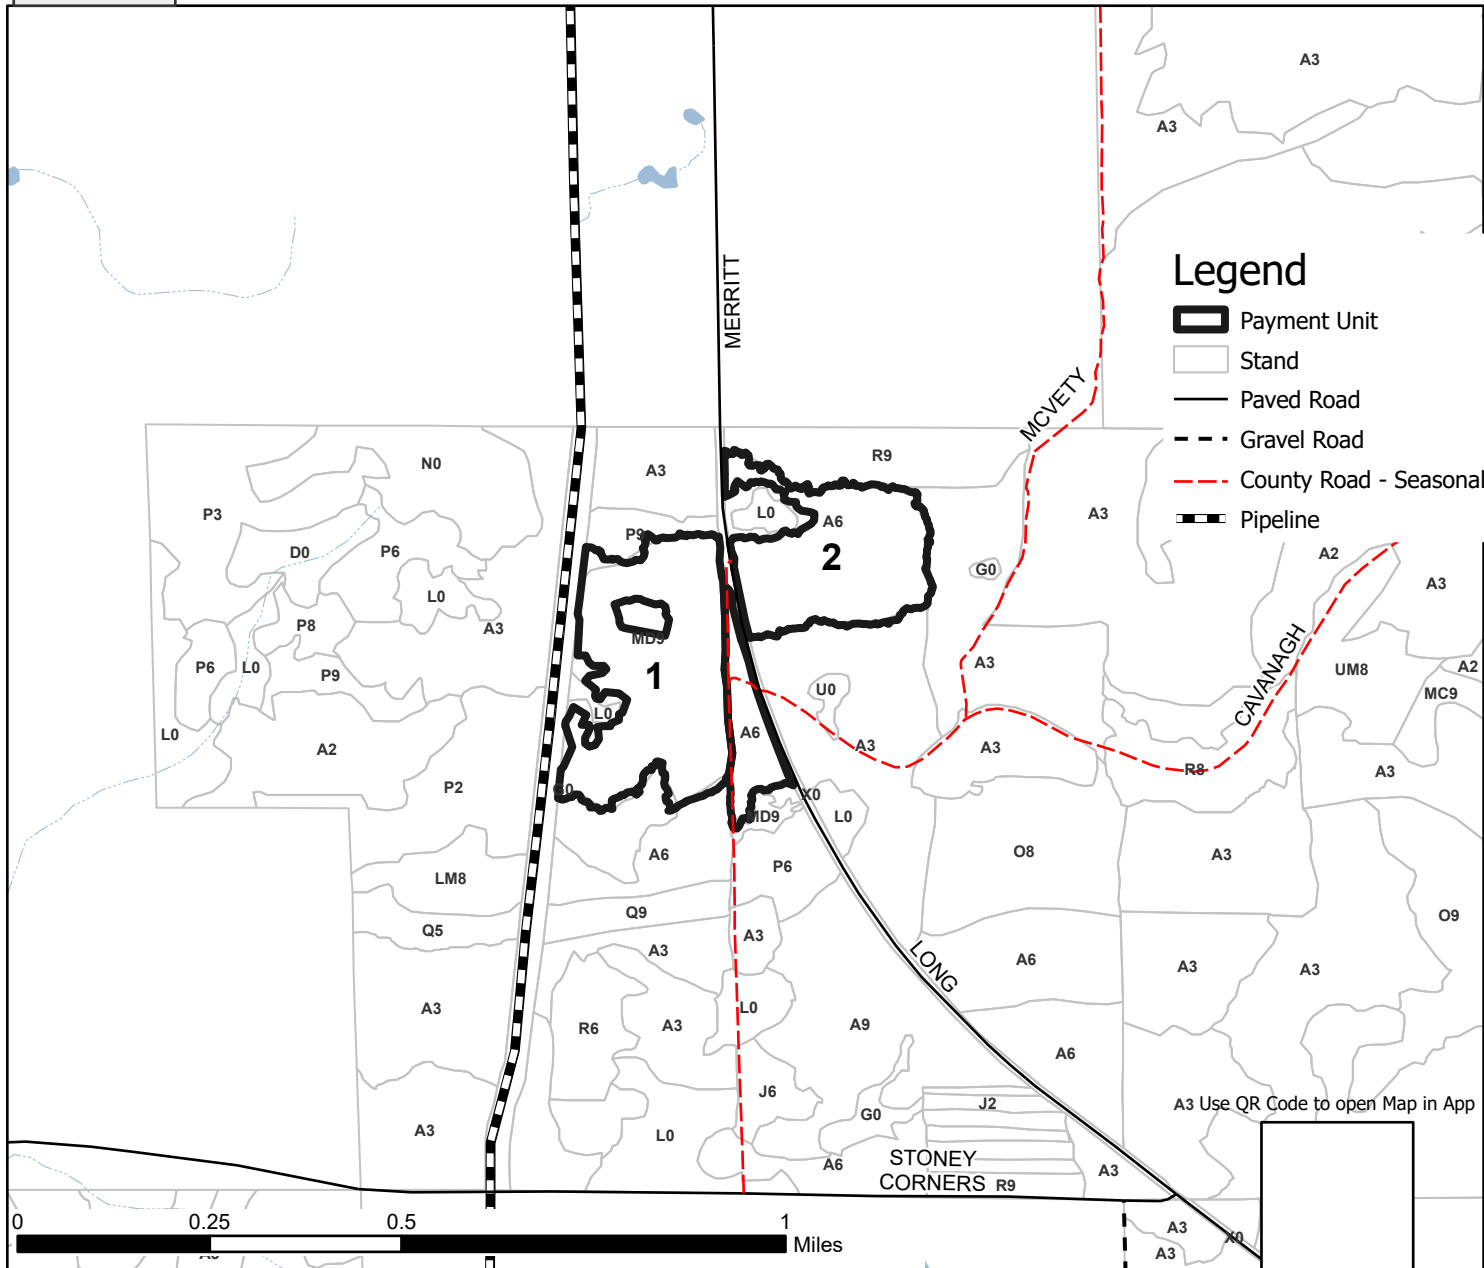 A3
A3
MERRITT
Legend
Payment Unit
Stand
Paved Road
Gravel Road
County Road - Seasonal
Pipeline
MCVETY
N0
A3
R9
P3
L0
A6
A3
P9
D0
P6
2
A2
G0
A3
L0
P8
A3
MD9
P6
L0
P9
1
A3
CAVANAGH
UM8
A2
U0
MC9
L0
L0
A2
A6
A3
A3
R8
A3
P2
G0
X0
MD9
L0
A6
P6
O8
A3
LM8
Q9
O9
Q5
A3
A3
LONG
A6
A3
A3
A3
L0
R6
A3
A9
A6
J6
G0
J2
A3 Use QR Code to open Map in App
A3
L0
A6
STONEY
CORNERS
R9
A3
A3
X0
A3
0
0.25
0.5
1
Miles